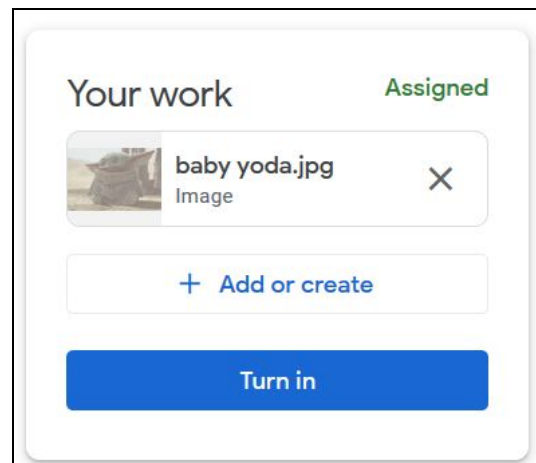 Your work
Assigned
baby yoda.jpg
Image
+ Add or create
Turn in